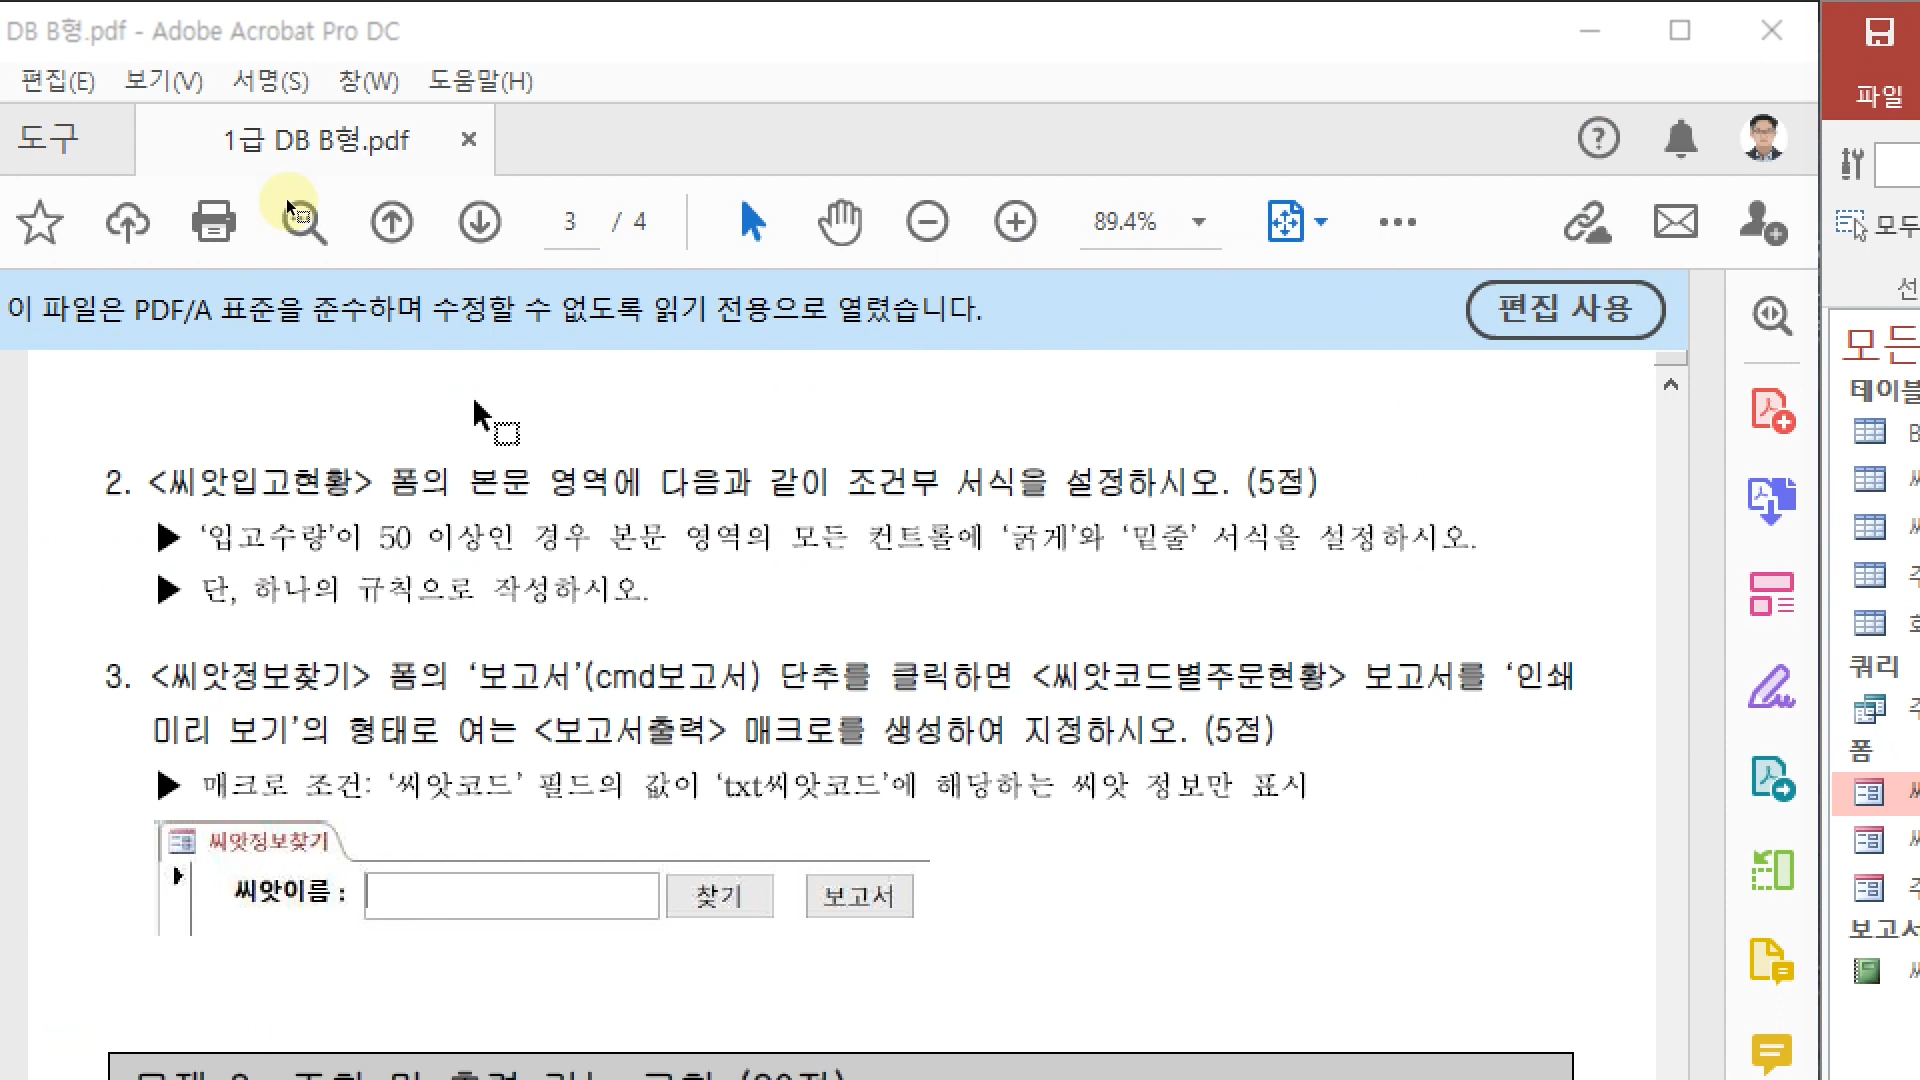 DB B형.pdf - Adobe Acrobat Pro DC
편집(E) 보기(V) 서명(S) 창(W) 도움말(H)
파일
도구
1급 DB B형.pdf
3 / 4
89.4%
모두
이 파일은 PDF/A 표준을 준수하며 수정할 수 없도록 읽기 전용으로 열렸습니다.
편집 사용
모든
테이블
쿼리
폼
보고서
2. <씨앗입고현황> 폼의 본문 영역에 다음과 같이 조건부 서식을 설정하시오. (5점)
▶ ‘입고수량’이 50 이상인 경우 본문 영역의 모든 컨트롤에 ‘굵게’와 ‘밑줄’ 서식을 설정하시오.
▶ 단, 하나의 규칙으로 작성하시오.
3. <씨앗정보찾기> 폼의 ‘보고서’(cmd보고서) 단추를 클릭하면 <씨앗코드별주문현황> 보고서를 ‘인쇄
미리 보기’의 형태로 여는 <보고서출력> 매크로를 생성하여 지정하시오. (5점)
▶ 매크로 조건: ‘씨앗코드’ 필드의 값이 ‘txt씨앗코드’에 해당하는 씨앗 정보만 표시
씨앗정보찾기
씨앗이름 :
찾기
보고서